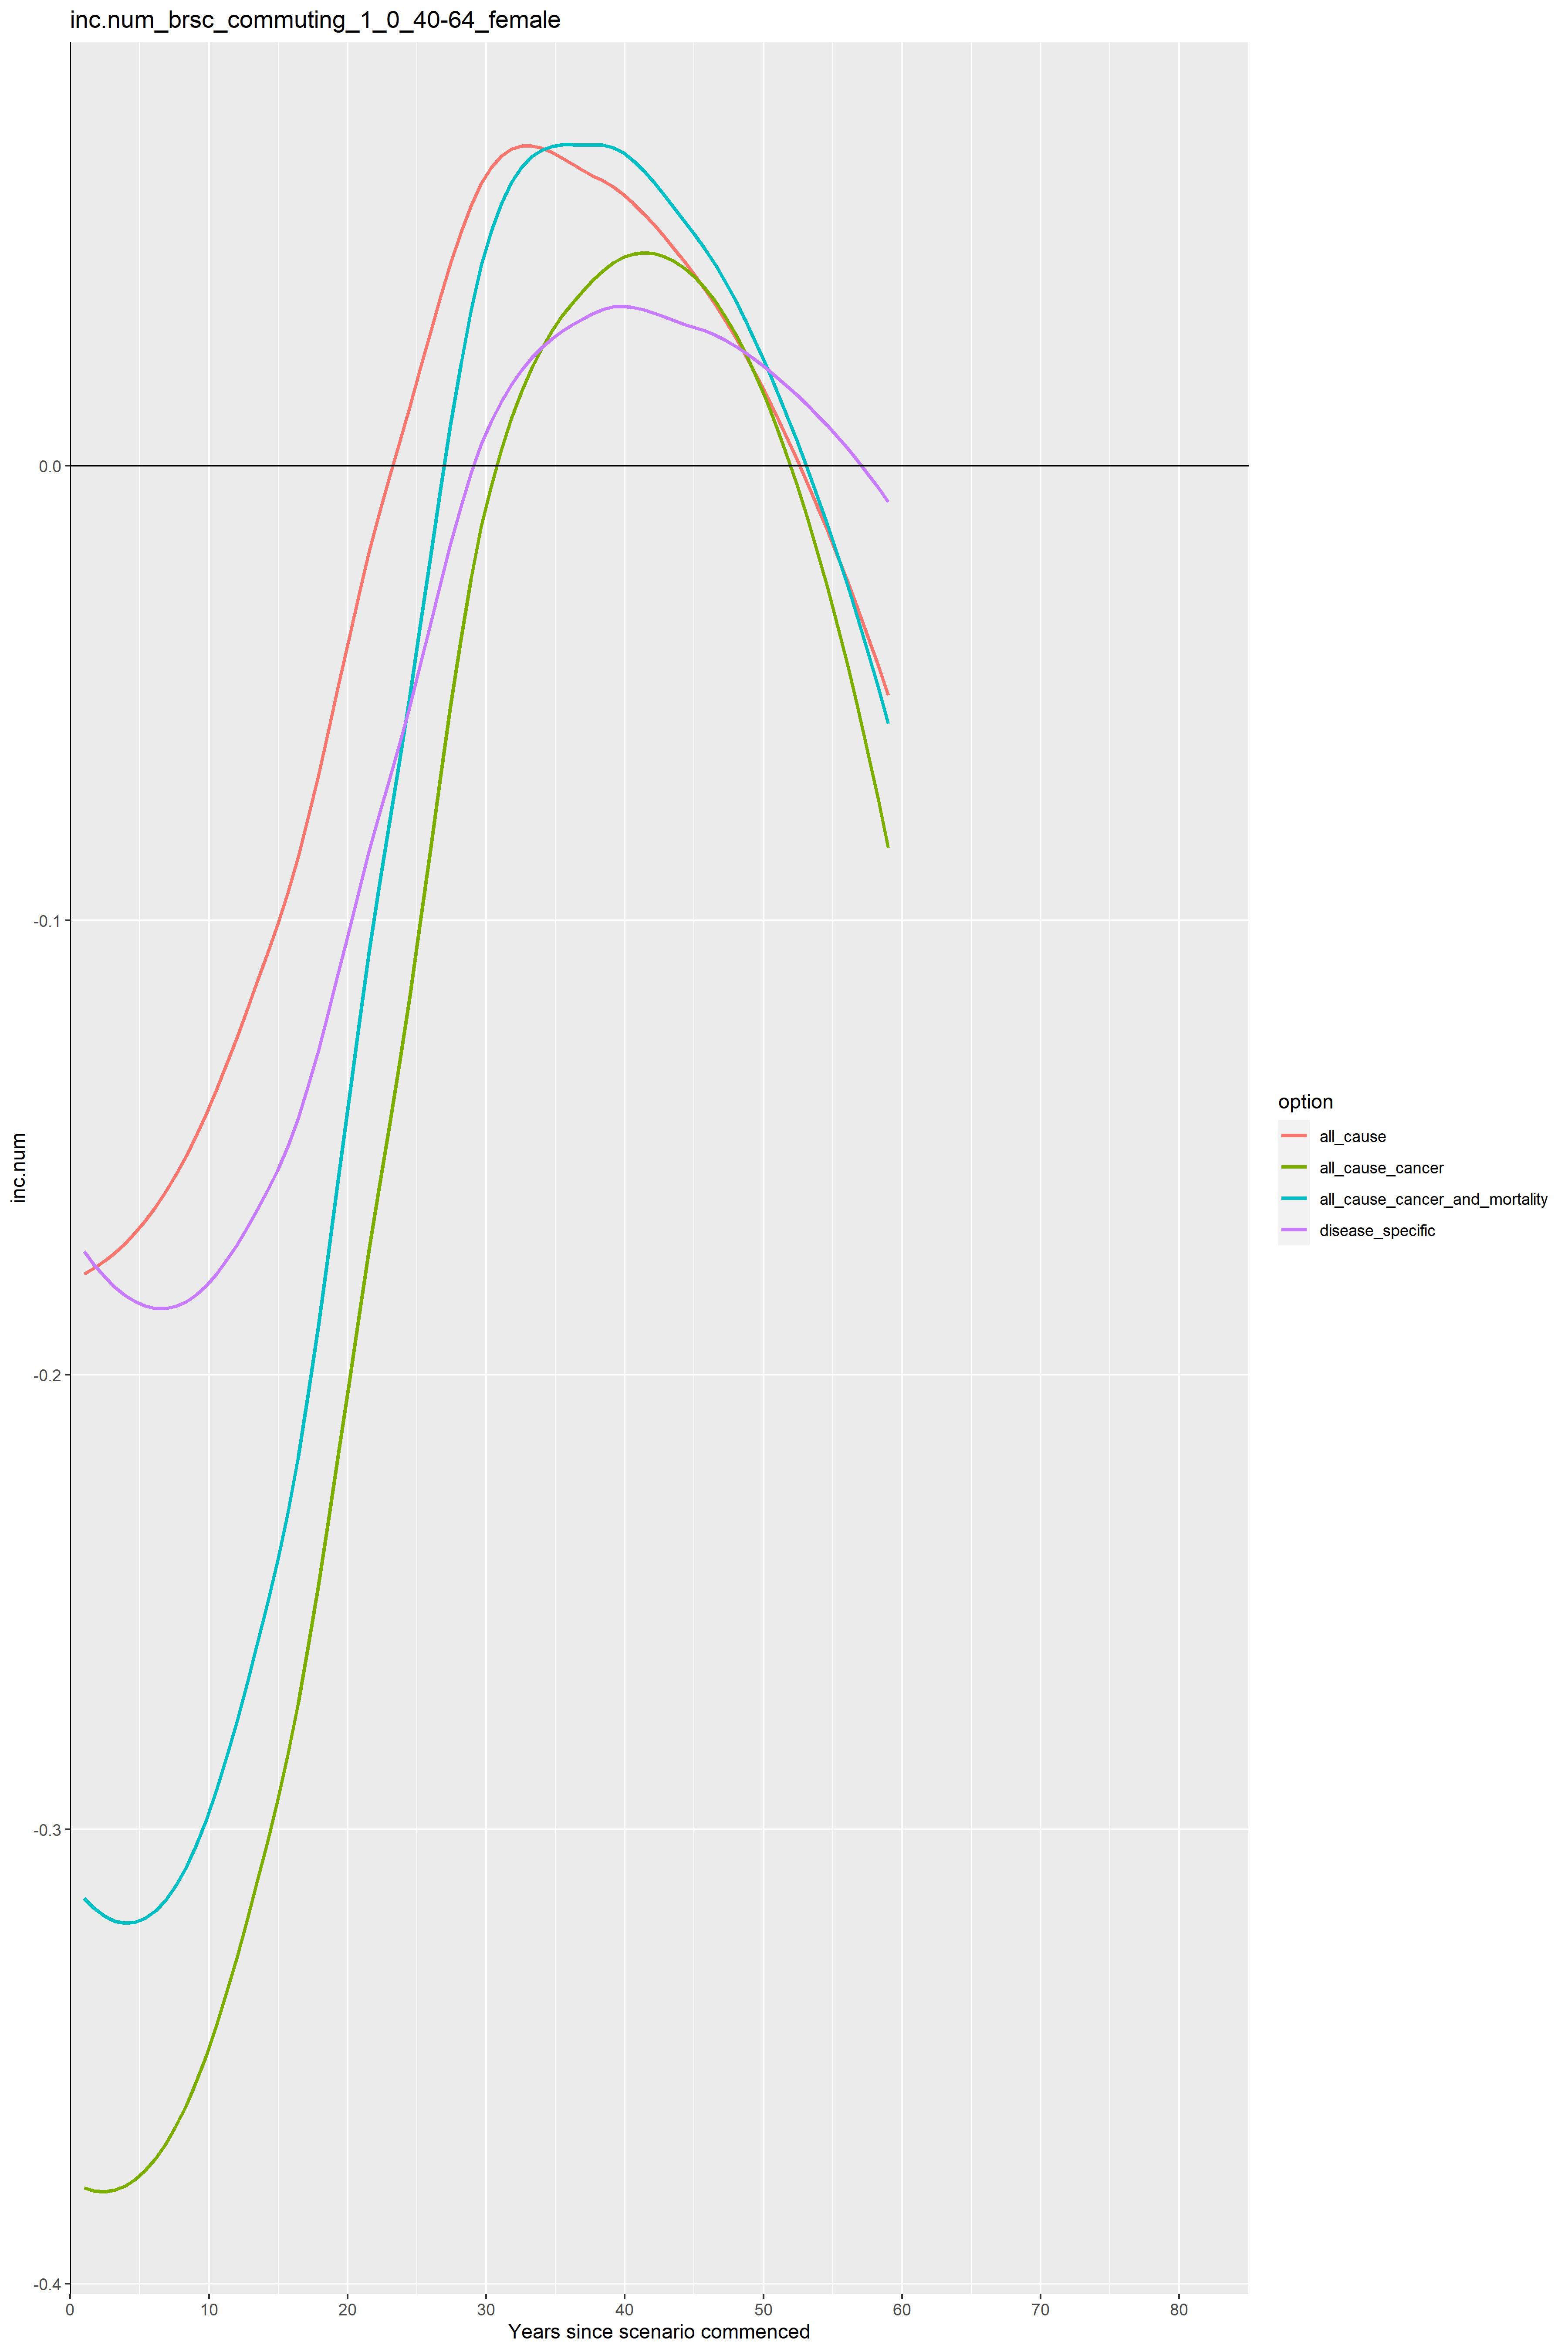 inc.num_brsc_commuting_1_0_40-64_female
0.0
-0.1
-0.2
-0.3
-0.4
inc.num
0 10 20 30 40 50 60 70 80
Years since scenario commenced
option
all_cause
all_cause_cancer
all_cause_cancer_and_mortality
disease_specific